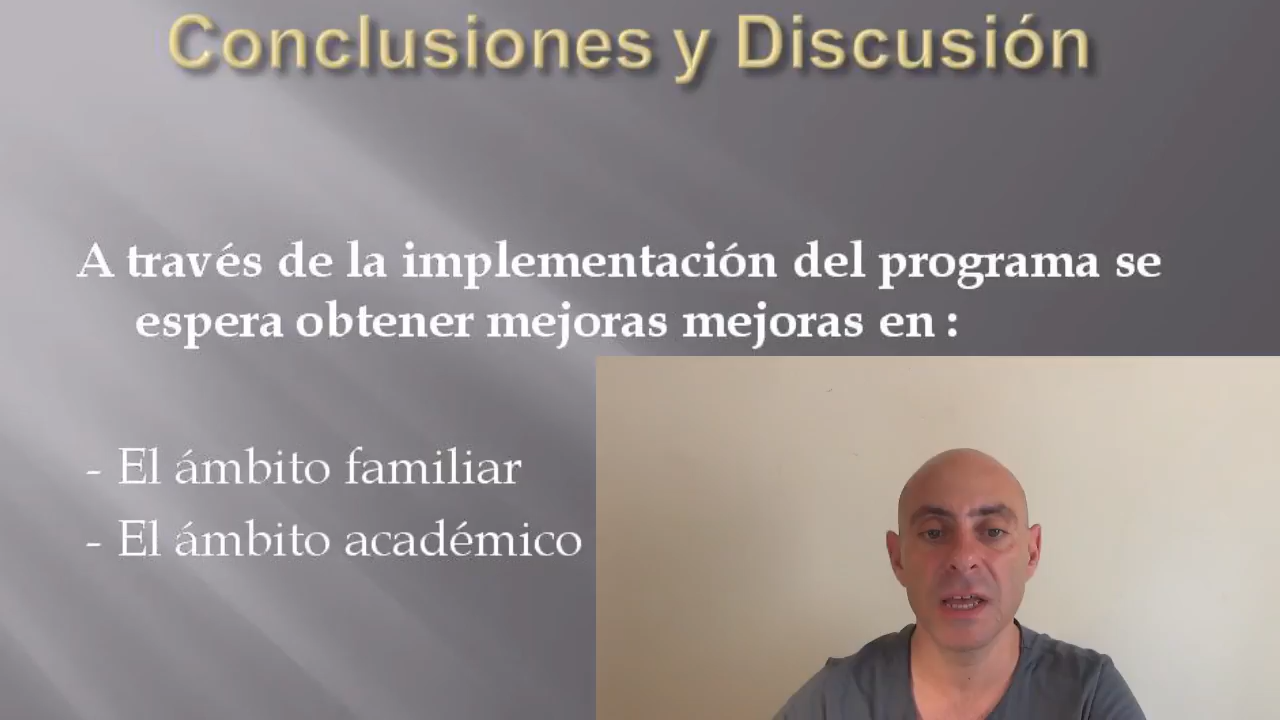 Conclusiones y Discusión
A través de la implementación del programa se
espera obtener mejoras mejoras en :
- El ámbito familiar
- El ámbito académico